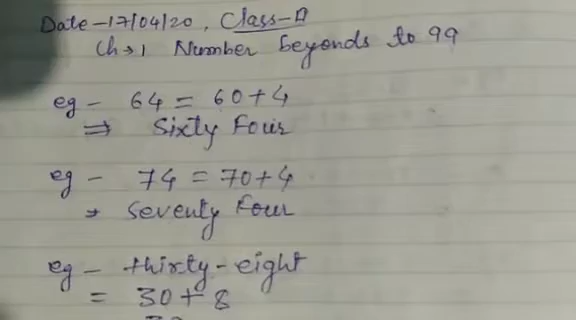 Date-17/04/20, Class-
Ch→1 Number beyonds to 99
eg - 64 = 60+4
⇒ Sixty Four
eg - 74 = 70+4
→ Seventy Four
eg - thirty-eight
= 30 + 8